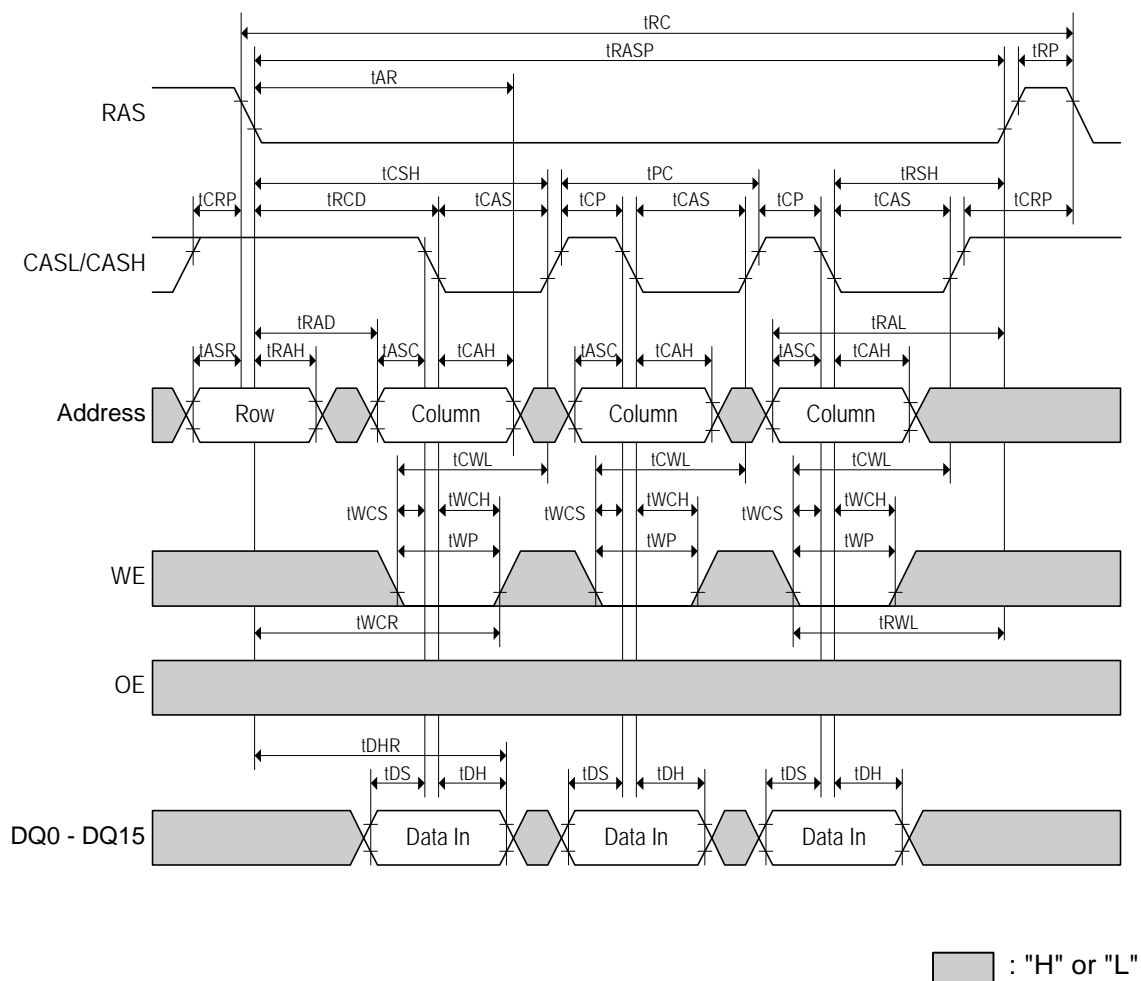 tRC
tRASP
tRP
tAR
RAS
tCSH
tPC
tRSH
tCRP
tRCD
tCAS
tCP
tCAS
tCP
tCAS
tCRP
CASL/CASH
tRAD
tRAL
tASR
tRAH
tASC
tCAH
tASC
tCAH
tASC
tCAH
Address
Row
Column
Column
Column
tCWL
tCWL
tCWL
tWCS
tWCH
tWCS
tWCH
tWCS
tWCH
tWP
tWP
tWP
WE
tWCR
tRWL
OE
tDHR
tDS
tDH
tDS
tDH
tDS
tDH
DQ0 - DQ15
Data In
Data In
Data In
: "H" or "L"